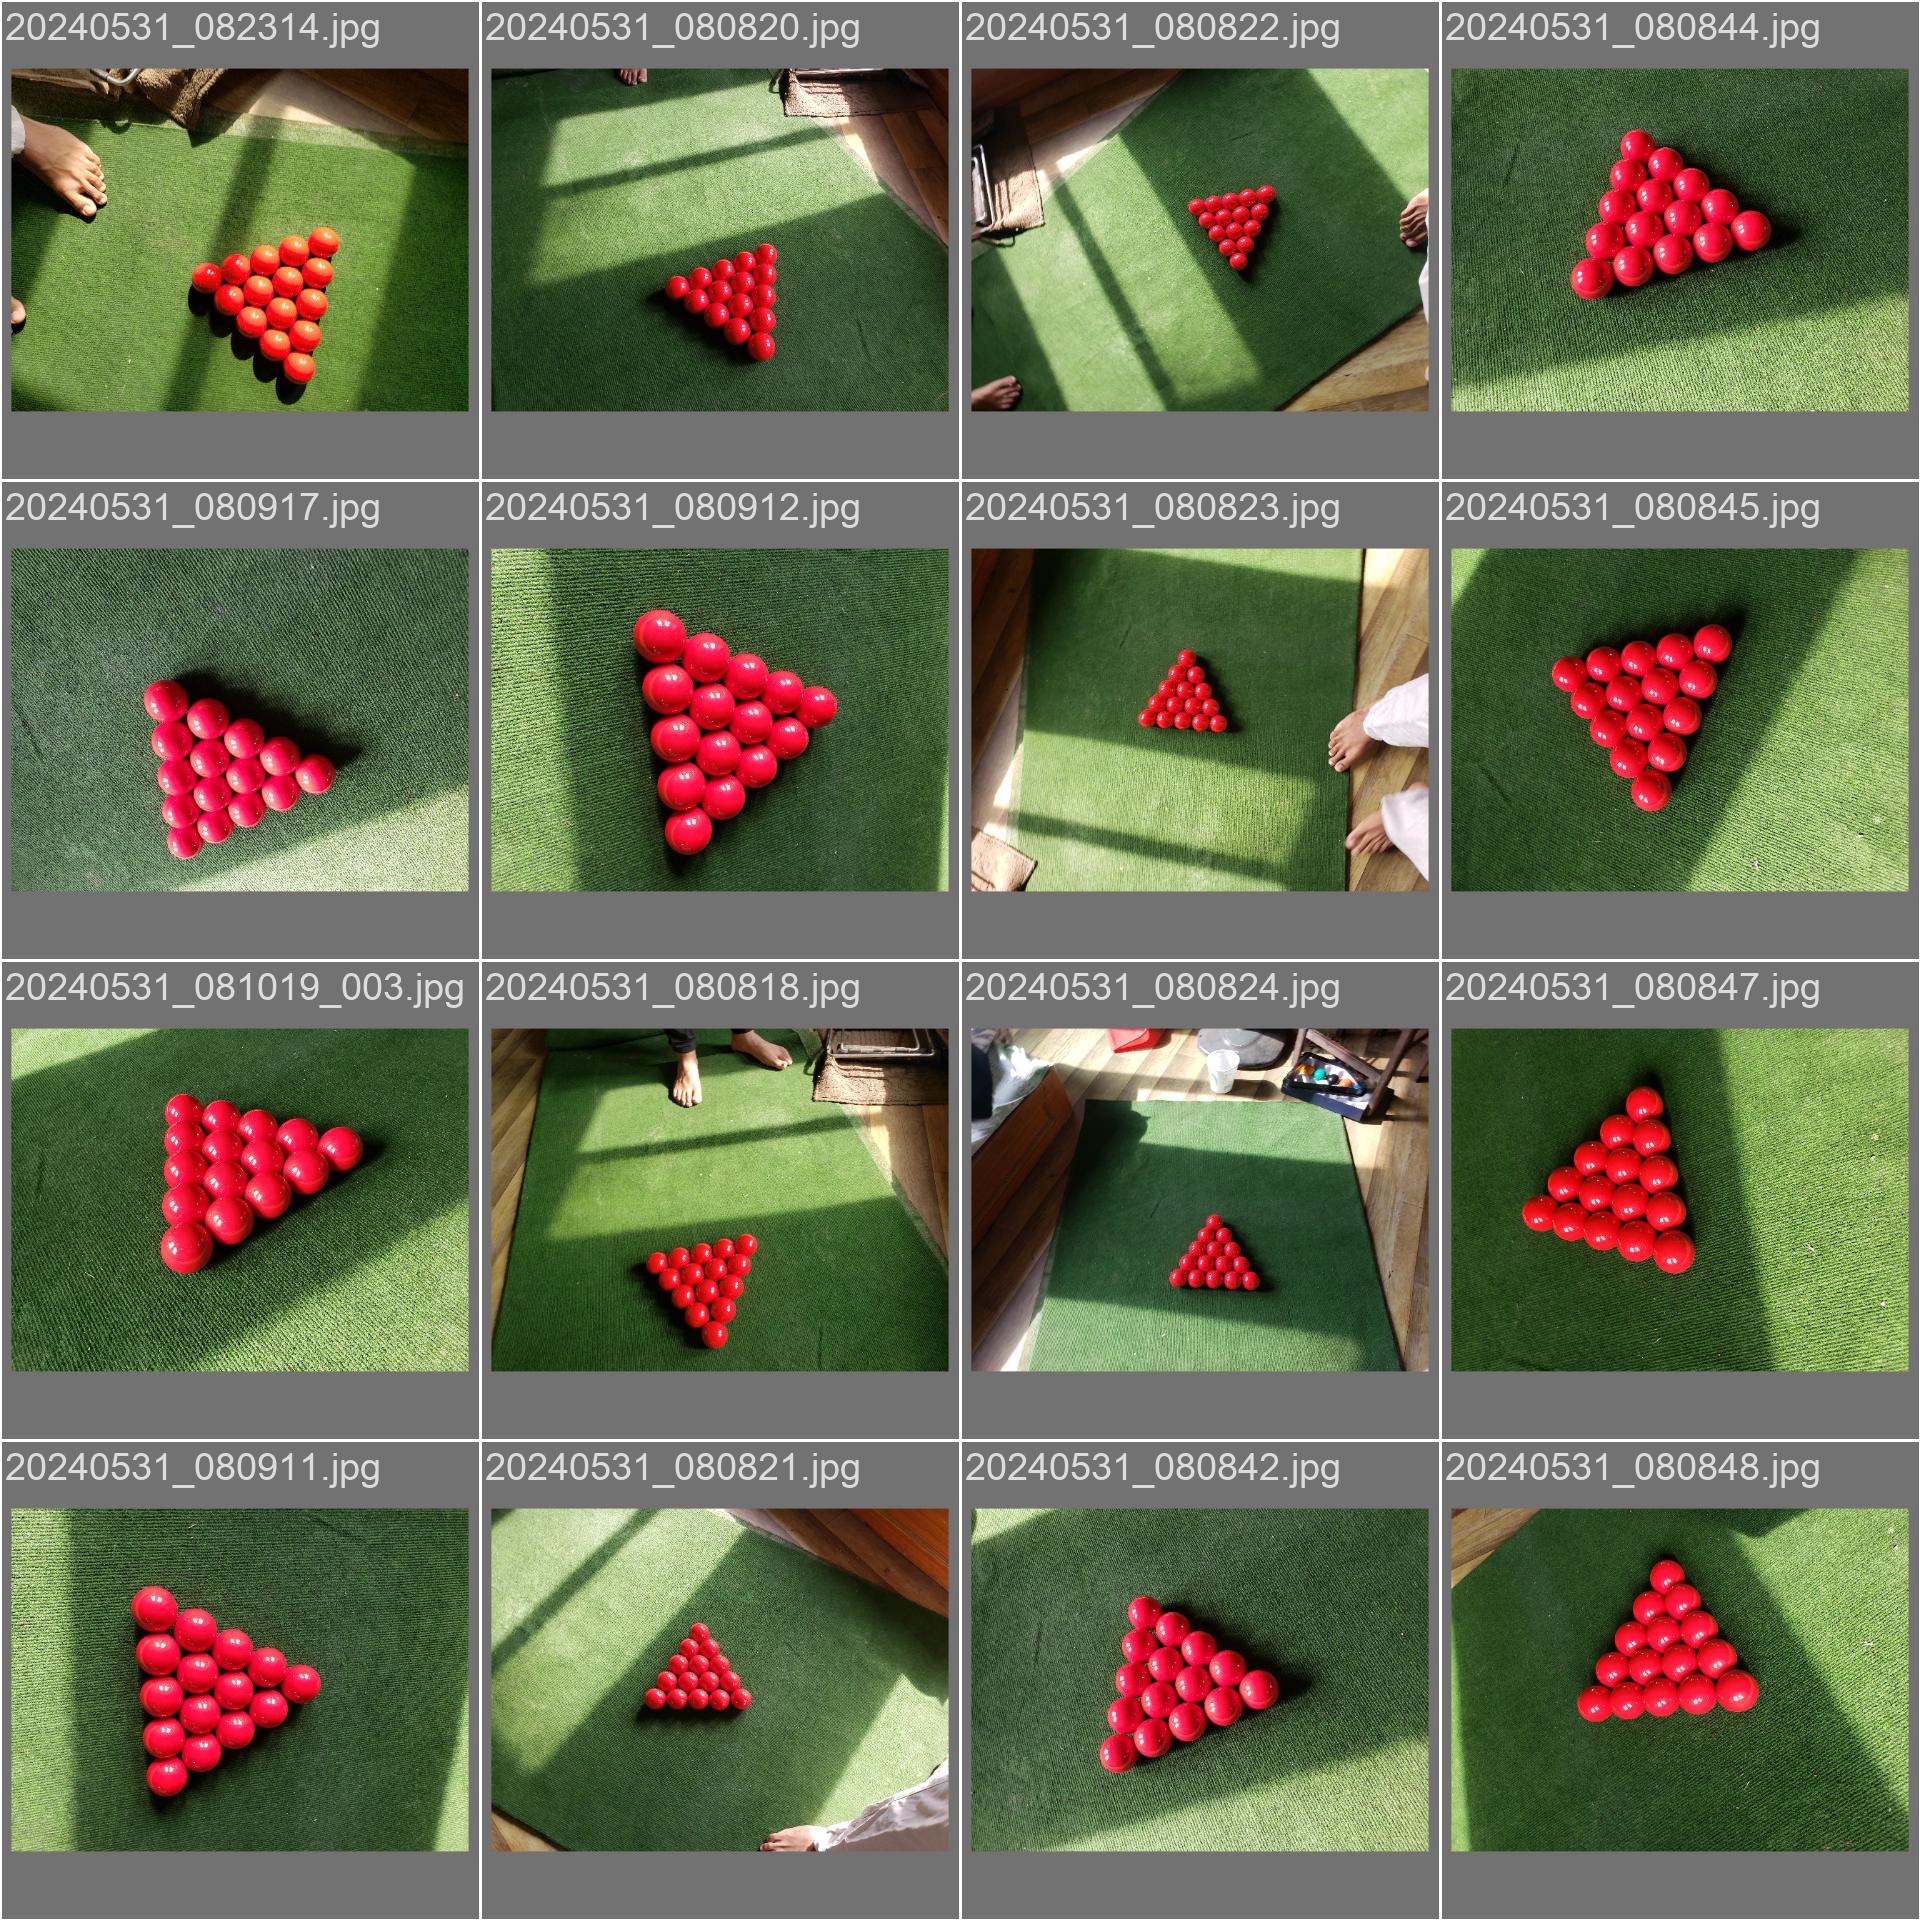 20240531_082314.jpg
20240531_080820.jpg
20240531_080822.jpg
20240531_080844.jpg
20240531_080917.jpg
20240531_080912.jpg
20240531_080823.jpg
20240531_080845.jpg
20240531_081019_003.jpg
20240531_080818.jpg
20240531_080824.jpg
20240531_080847.jpg
20240531_080911.jpg
20240531_080821.jpg
20240531_080842.jpg
20240531_080848.jpg